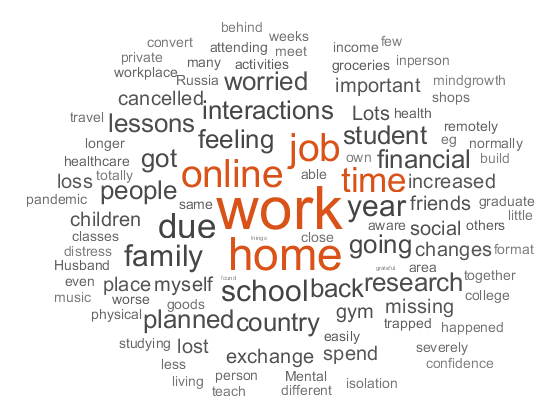 behind
convert attending weeks
private many activities meet income few
workplace Russia worried groceries inperson
cancelled important mindgrowth
travel lessons interactions Lots health shops
longer feeling job student eg remotely
healthcare got online own financial normally
totally able time build
loss people same work year increased graduate
pandemic friends little
children due things close aware social others
classes home going changes format
distress family
Husband found grateful area together
even place myself school back research college
music worse goods gym missing
physical planned country trapped happened
studying lost easily severely
less exchange spend confidence
living person Mental isolation
teach different